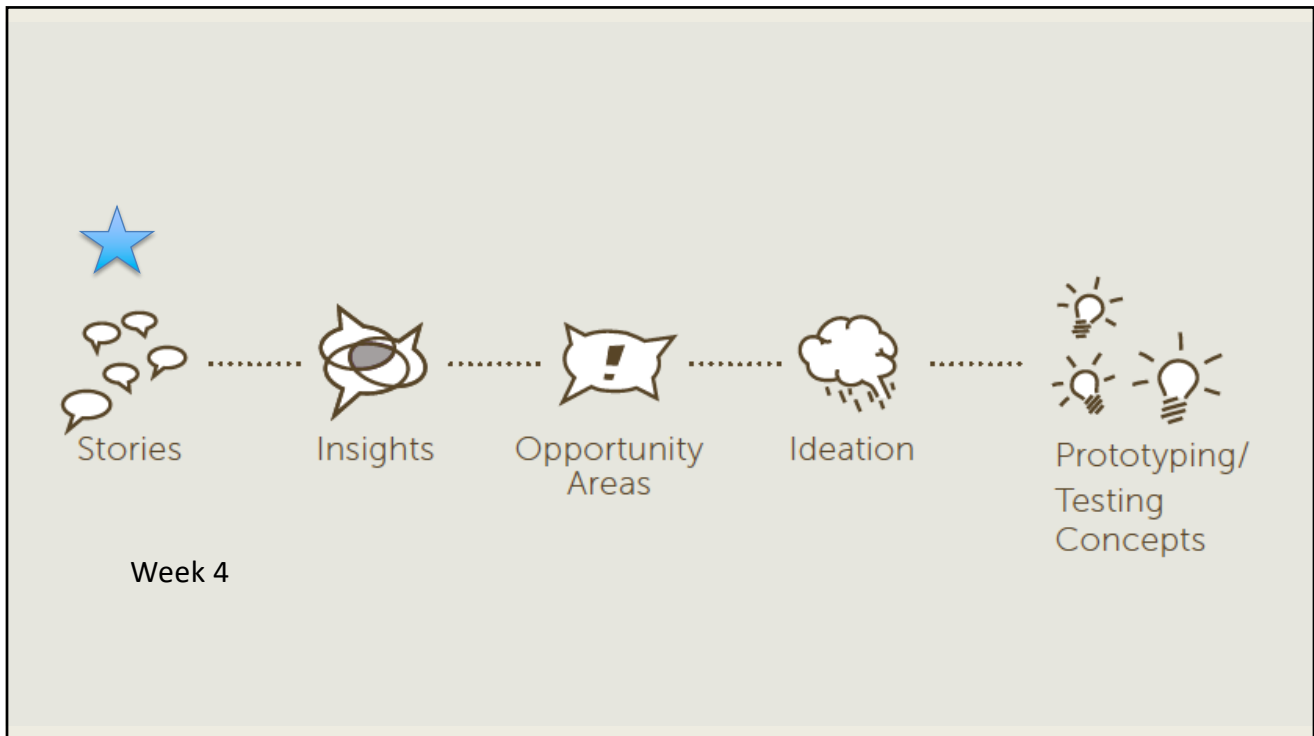 !
Stories
Insights
Opportunity
Areas
Ideation
Prototyping/
Testing
Concepts
Week 4